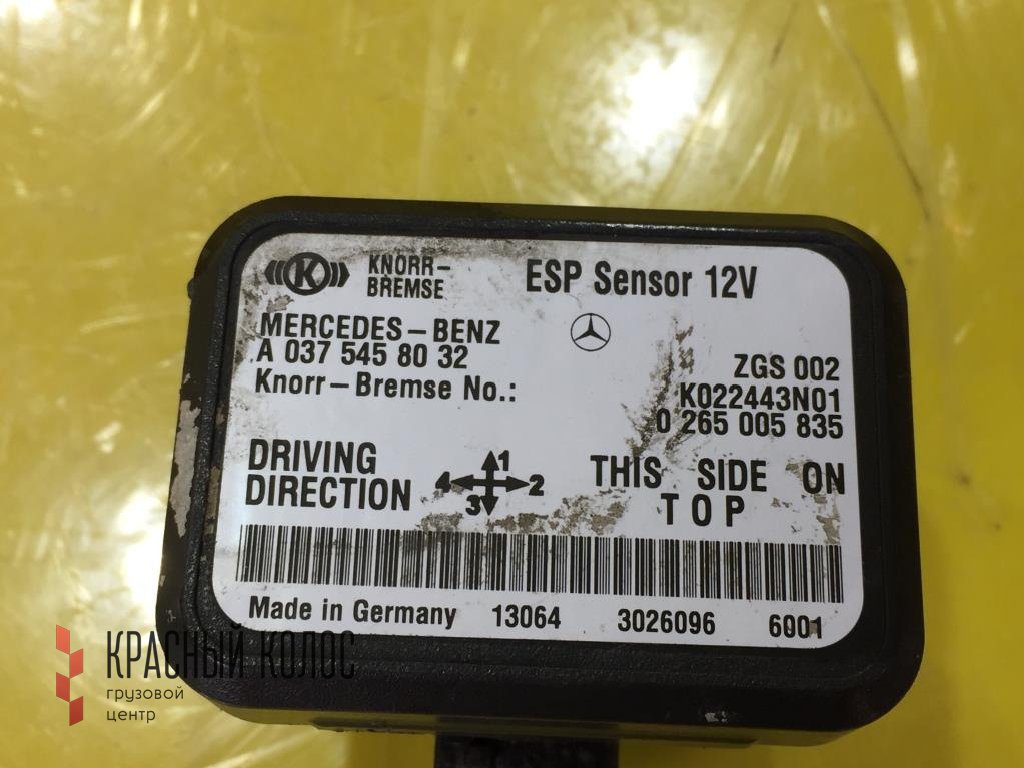 K KNORR-
BREMSE
ESP Sensor 12V
MERCEDES-BENZ
A 037 545 80 32
ZGS 002
Knorr-Bremse No.:
K022443N01
0 265 005 835
DRIVING
DIRECTION
1
4 2
3
THIS SIDE ON
TOP
Made in Germany 13064 3026096 6001
КРАСНЫЙ КОЛОС
грузовой
центр